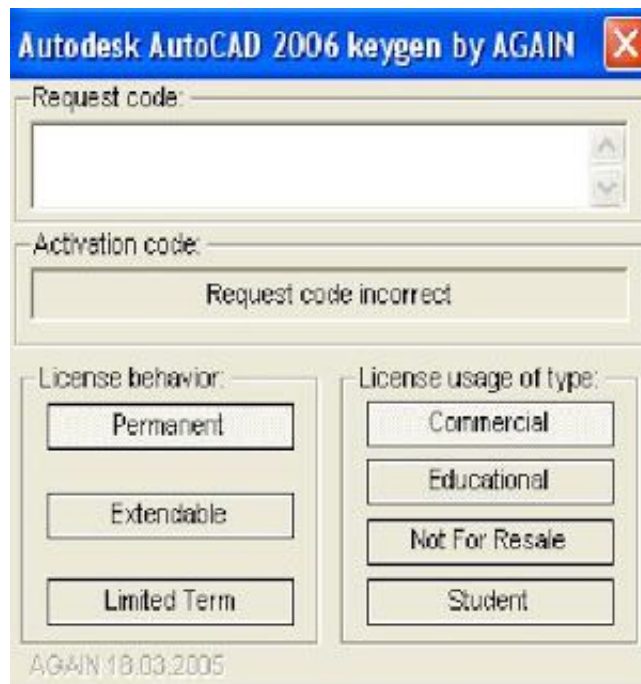 Autodesk AutoCAD 2006 keygen by AGAIN
Request code:
Activation code:
Request code incorrect
License behavior:
Permanent
Extendable
Limited Term
License usage of type:
Commercial
Educational
Not For Resale
Student
AGAIN 18.03.2005